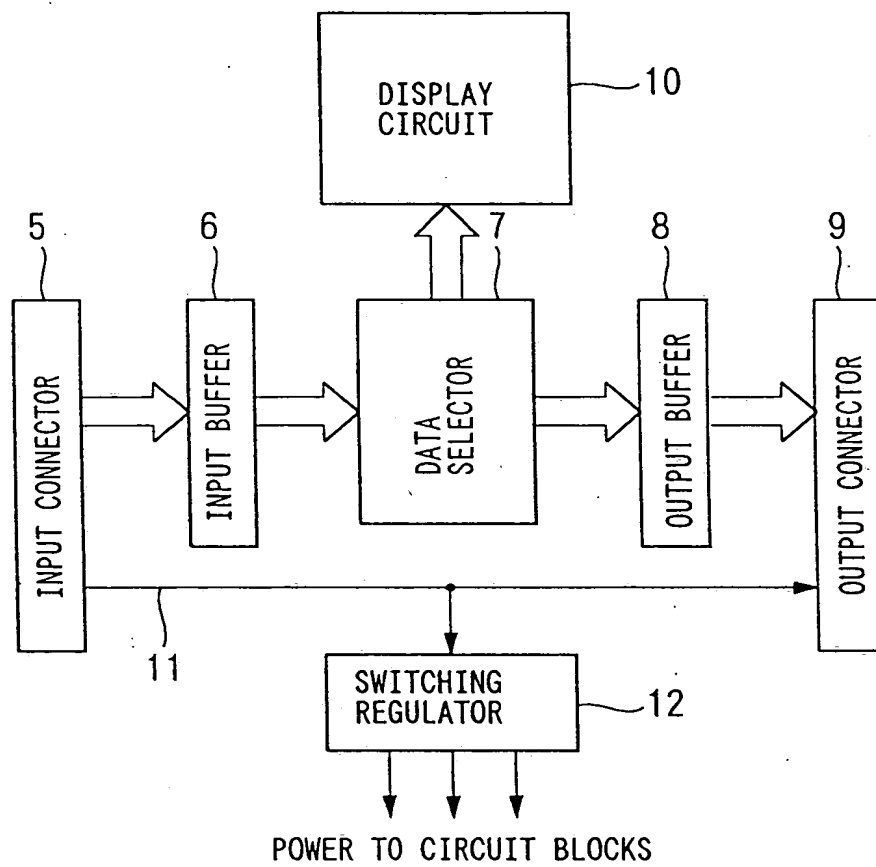 DISPLAY
CIRCUIT
10
5
6
7
8
9
INPUT CONNECTOR
INPUT BUFFER
DATA
SELECTOR
OUTPUT BUFFER
OUTPUT CONNECTOR
11
SWITCHING
REGULATOR
12
POWER TO CIRCUIT BLOCKS